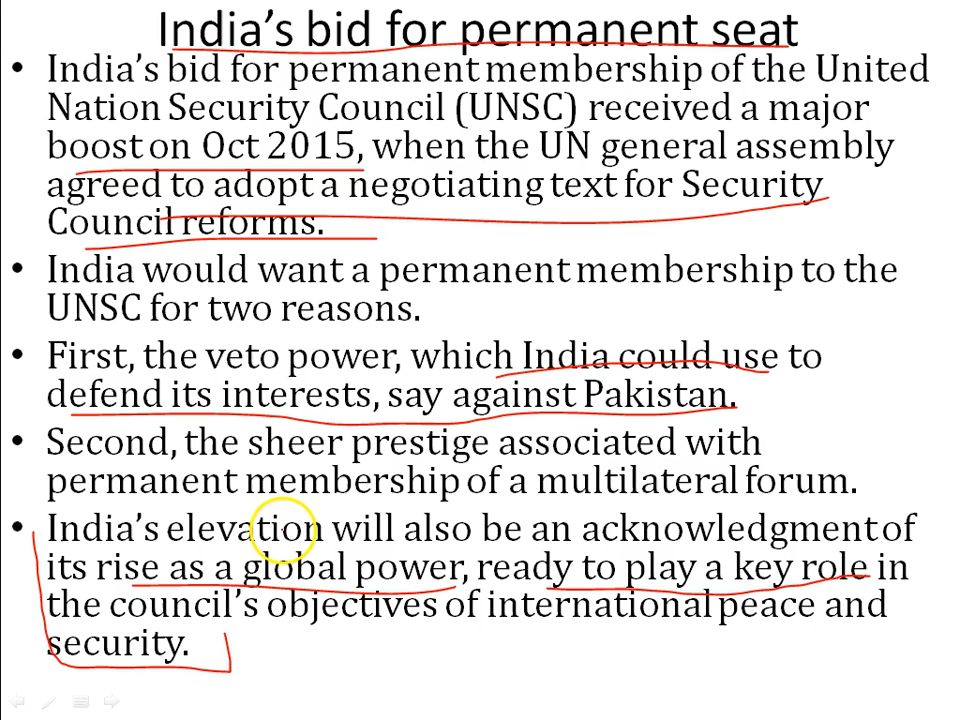 India's bid for permanent seat
• India's bid for permanent membership of the United
Nation Security Council (UNSC) received a major
boost on Oct 2015, when the UN general assembly
agreed to adopt a negotiating text for Security
Council reforms.
• India would want a permanent membership to the
UNSC for two reasons.
• First, the veto power, which India could use to
defend its interests, say against Pakistan.
• Second, the sheer prestige associated with
permanent membership of a multilateral forum.
• India's elevation will also be an acknowledgment of
its rise as a global power, ready to play a key role in
the council's objectives of international peace and
security.